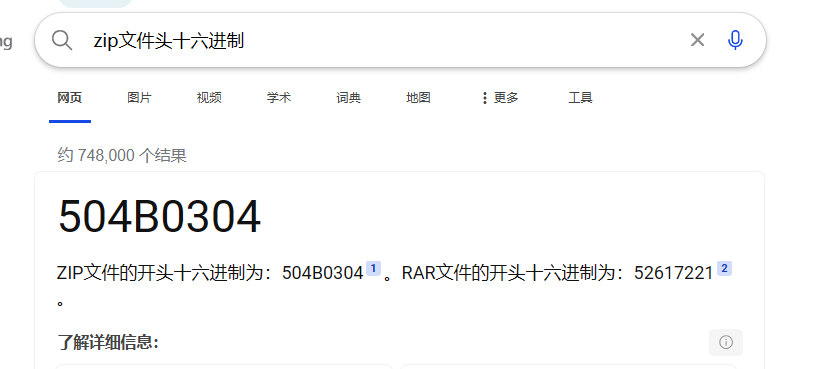 ng
zip文件头十六进制
网页 图片 视频 学术 词典 地图 更多 工具
约 748,000 个结果
504B0304
ZIP文件的开头十六进制为：504B0304 1 。RAR文件的开头十六进制为：52617221 2
。
了解详细信息：